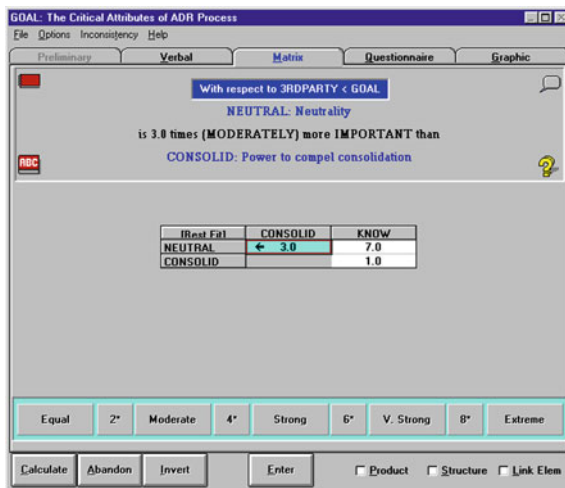 GOAL: The Critical Attributes of ADR Process
File Options Inconsistency Help
Preliminary Verbal Matrix Questionnaire Graphic
With respect to 3RDPARTY < GOAL
NEUTRAL: Neutrality
is 3.0 times (MODERATELY) more IMPORTANT than
CONSOLID: Power to compel consolidation
ABC
[Best Fit] CONSOLID KNOW
NEUTRAL ← 3.0 7.0
CONSOLID 1.0
Equal 2* Moderate 4* Strong 6* V. Strong 8* Extreme
Calculate Abandon Invert Enter Product Structure Link Elem